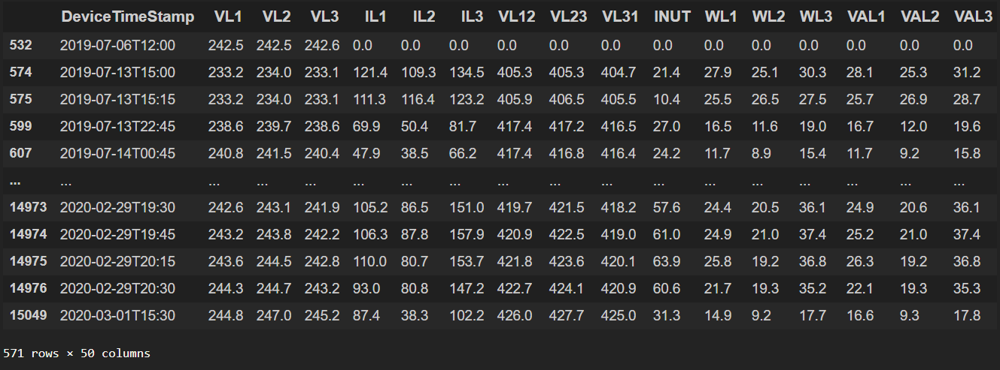 DeviceTimeStamp VL1 VL2 VL3 IL1 IL2 IL3 VL12 VL23 VL31 INUT WL1 WL2 WL3 VAL1 VAL2 VAL3
532 2019-07-06T12:00 242.5 242.5 242.6 0.0 0.0 0.0 0.0 0.0 0.0 0.0 0.0 0.0 0.0 0.0 0.0 0.0
574 2019-07-13T15:00 233.2 234.0 233.1 121.4 109.3 134.5 405.3 405.3 404.7 21.4 27.9 25.1 30.3 28.1 25.3 31.2
575 2019-07-13T15:15 233.2 234.0 233.1 111.3 116.4 123.2 405.9 406.5 405.5 10.4 25.5 26.5 27.5 25.7 26.9 28.7
599 2019-07-13T22:45 238.6 239.7 238.6 69.9 50.4 81.7 417.4 417.2 416.5 27.0 16.5 11.6 19.0 16.7 12.0 19.6
607 2019-07-14T00:45 240.8 241.5 240.4 47.9 38.5 66.2 417.4 416.8 416.4 24.2 11.7 8.9 15.4 11.7 9.2 15.8
... ... ... ... ... ... ... ... ... ... ... ... ... ... ... ... ... ...
14973 2020-02-29T19:30 242.6 243.1 241.9 105.2 86.5 151.0 419.7 421.5 418.2 57.6 24.4 20.5 36.1 24.9 20.6 36.1
14974 2020-02-29T19:45 243.2 243.8 242.2 106.3 87.8 157.9 420.9 422.5 419.0 61.0 24.9 21.0 37.4 25.2 21.0 37.4
14975 2020-02-29T20:15 243.6 244.5 242.8 110.0 80.7 153.7 421.8 423.6 420.1 63.9 25.8 19.2 36.8 26.3 19.2 36.8
14976 2020-02-29T20:30 244.3 244.7 243.2 93.0 80.8 147.2 422.7 424.1 420.9 60.6 21.7 19.3 35.2 22.1 19.3 35.3
15049 2020-03-01T15:30 244.8 247.0 245.2 87.4 38.3 102.2 426.0 427.7 425.0 31.3 14.9 9.2 17.7 16.6 9.3 17.8
571 rows × 50 columns